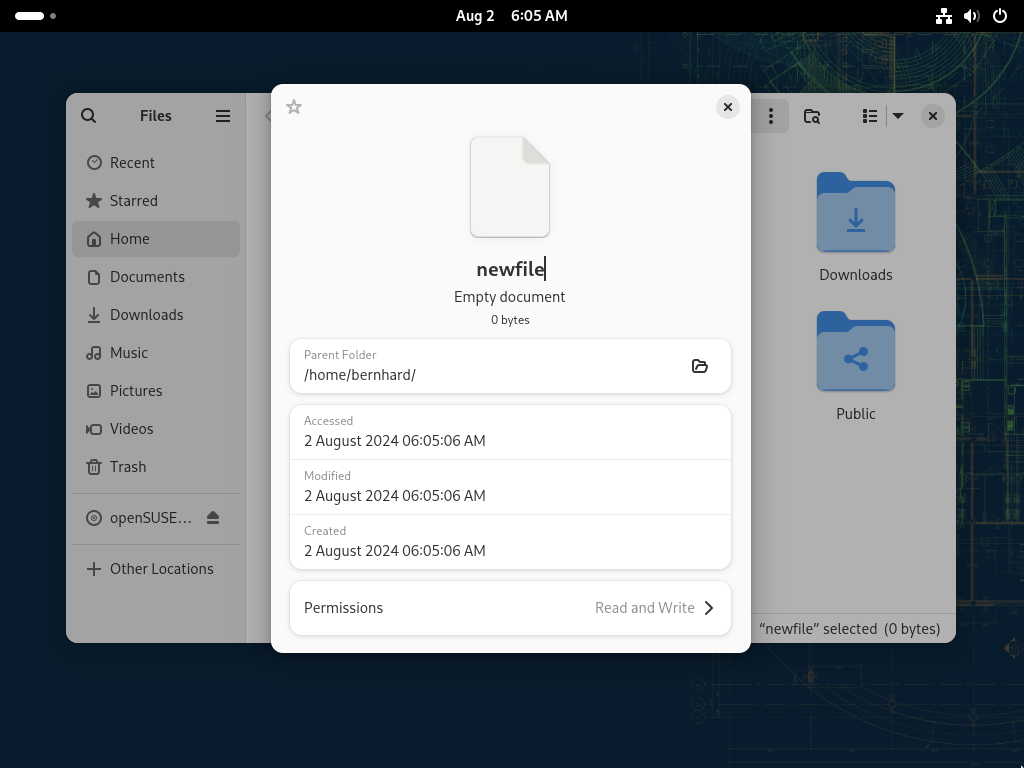 Aug 2 6:05 AM
Files
Recent
Starred
Home
Documents
Downloads
Music
Pictures
Videos
Trash
openSUSE…
Other Locations
newfile
Empty document
0 bytes
Parent Folder
/home/bernhard/
Accessed
2 August 2024 06:05:06 AM
Modified
2 August 2024 06:05:06 AM
Created
2 August 2024 06:05:06 AM
Permissions Read and Write
Downloads
Public
“newfile” selected (0 bytes)